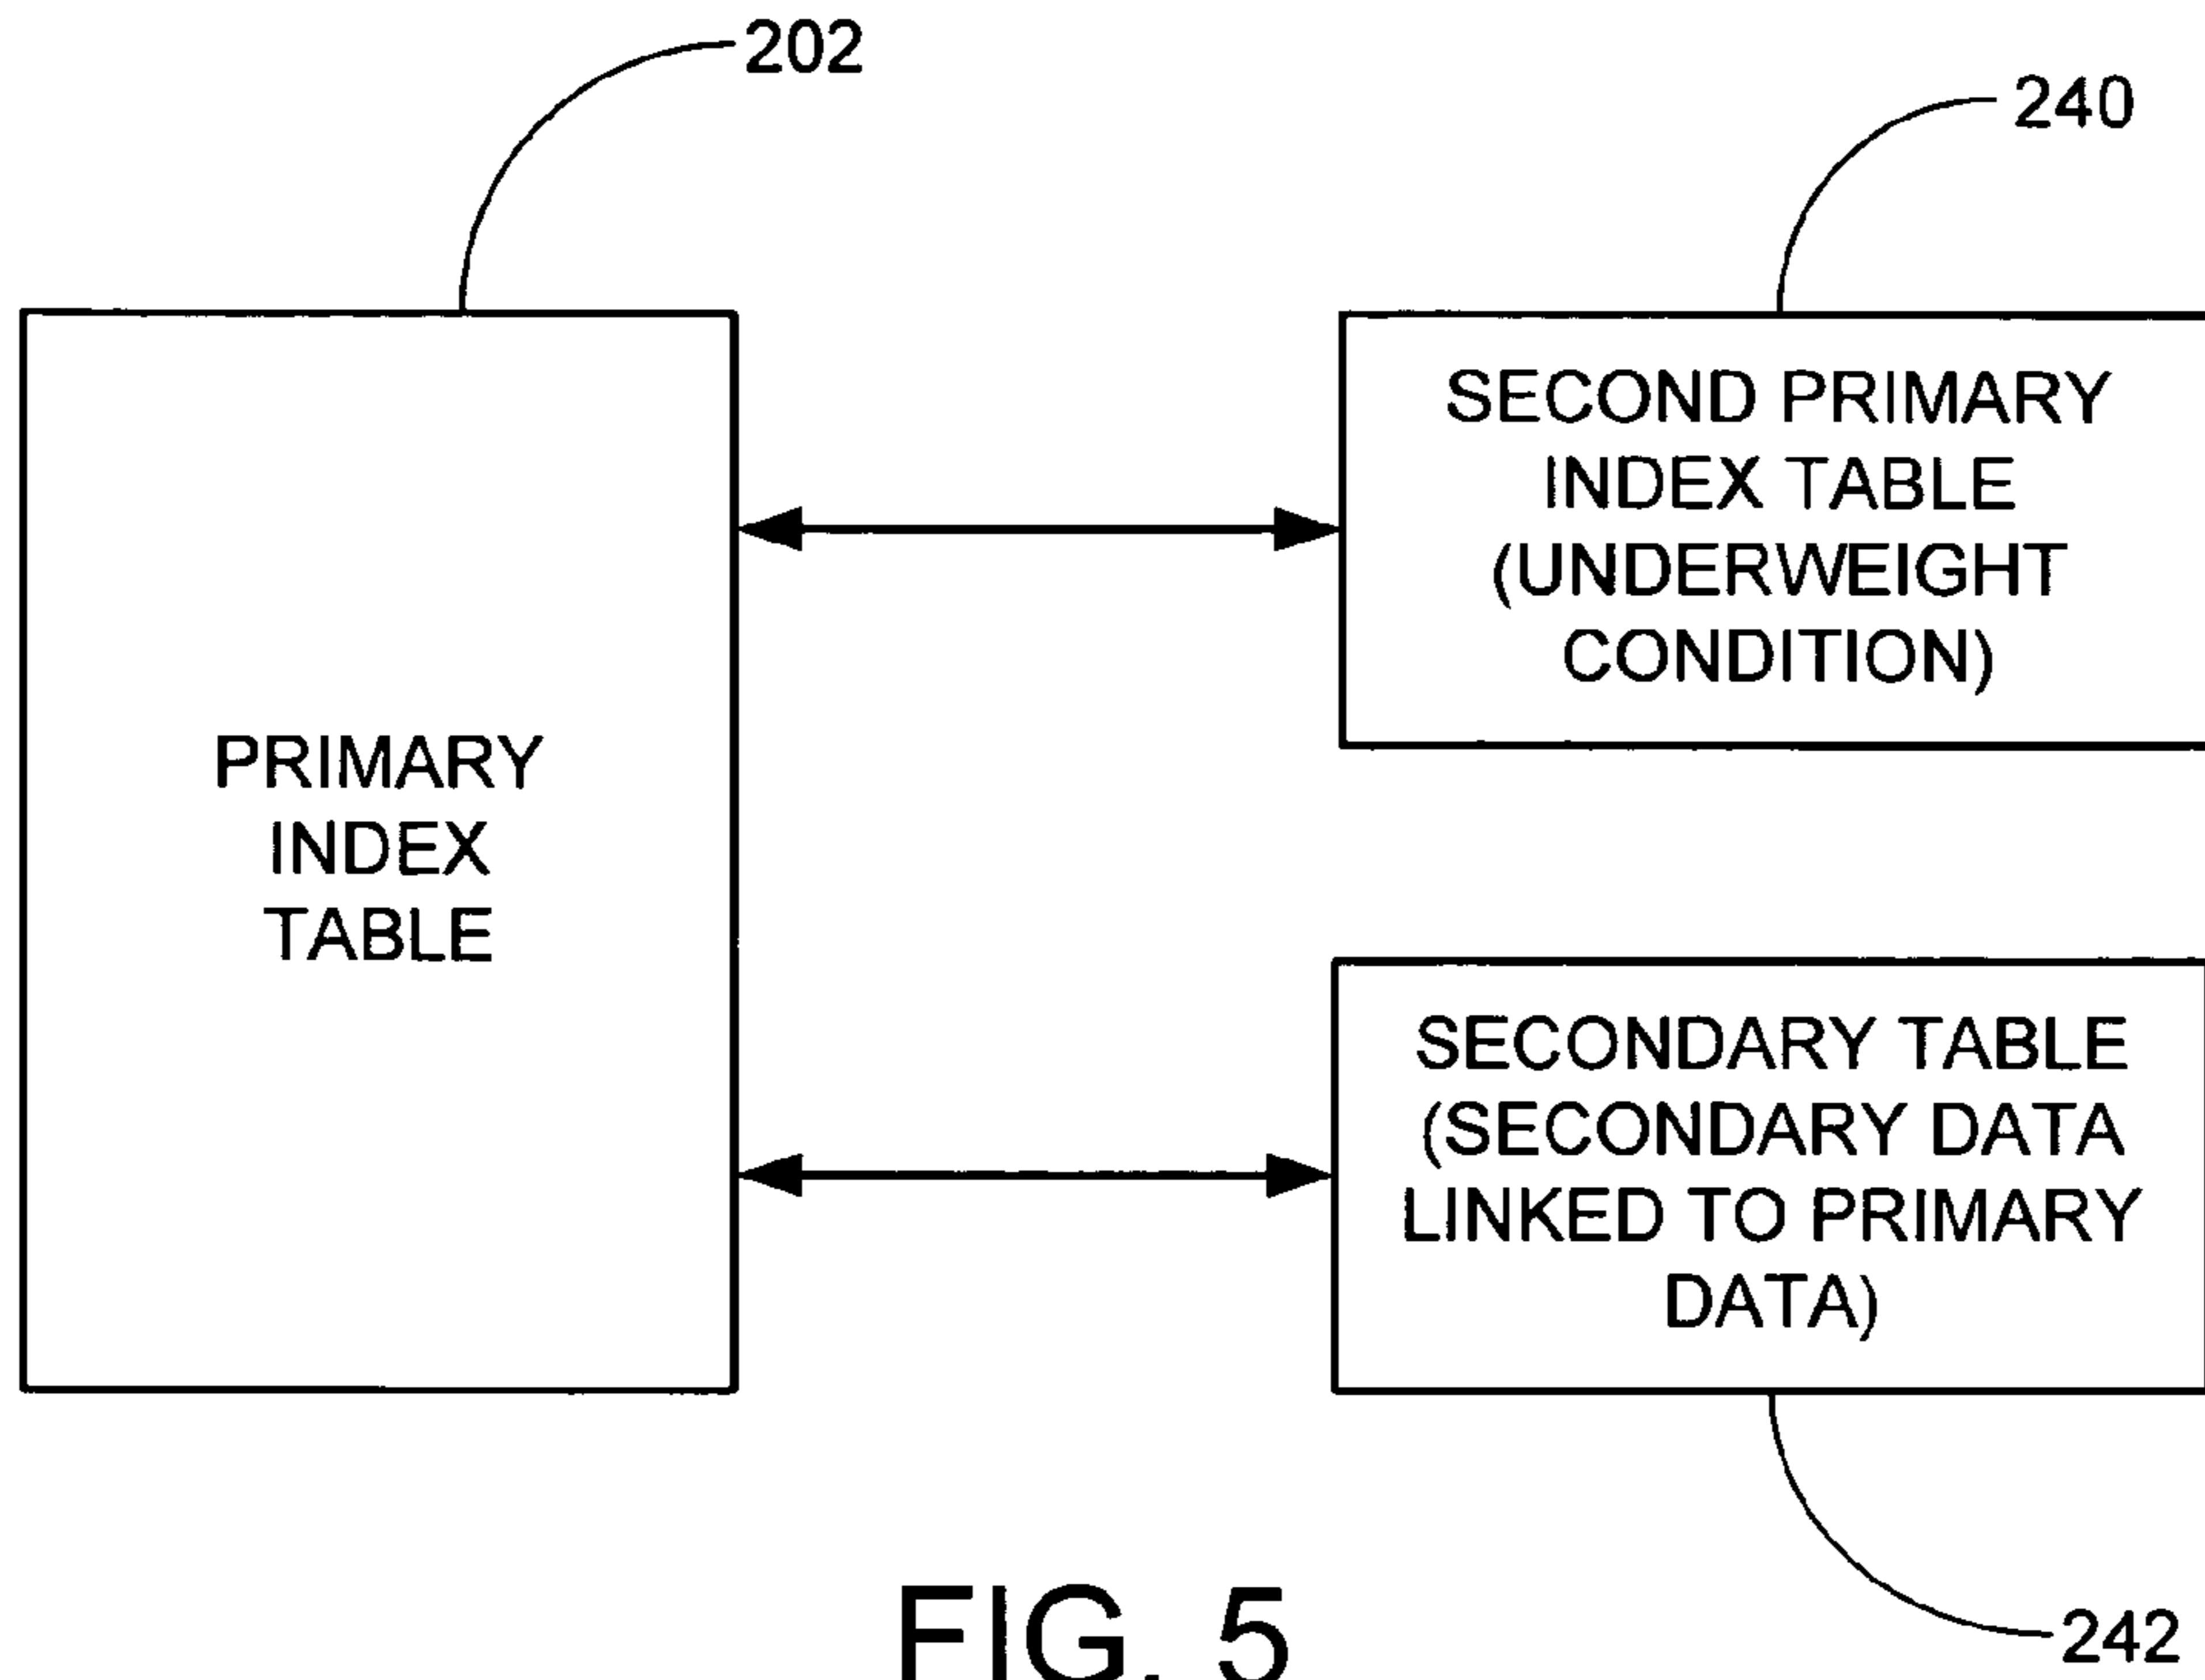 202
240
PRIMARY
INDEX
TABLE
SECOND PRIMARY
INDEX TABLE
(UNDERWEIGHT
CONDITION)
SECONDARY TABLE
(SECONDARY DATA
LINKED TO PRIMARY
DATA)
242
FIG. 5